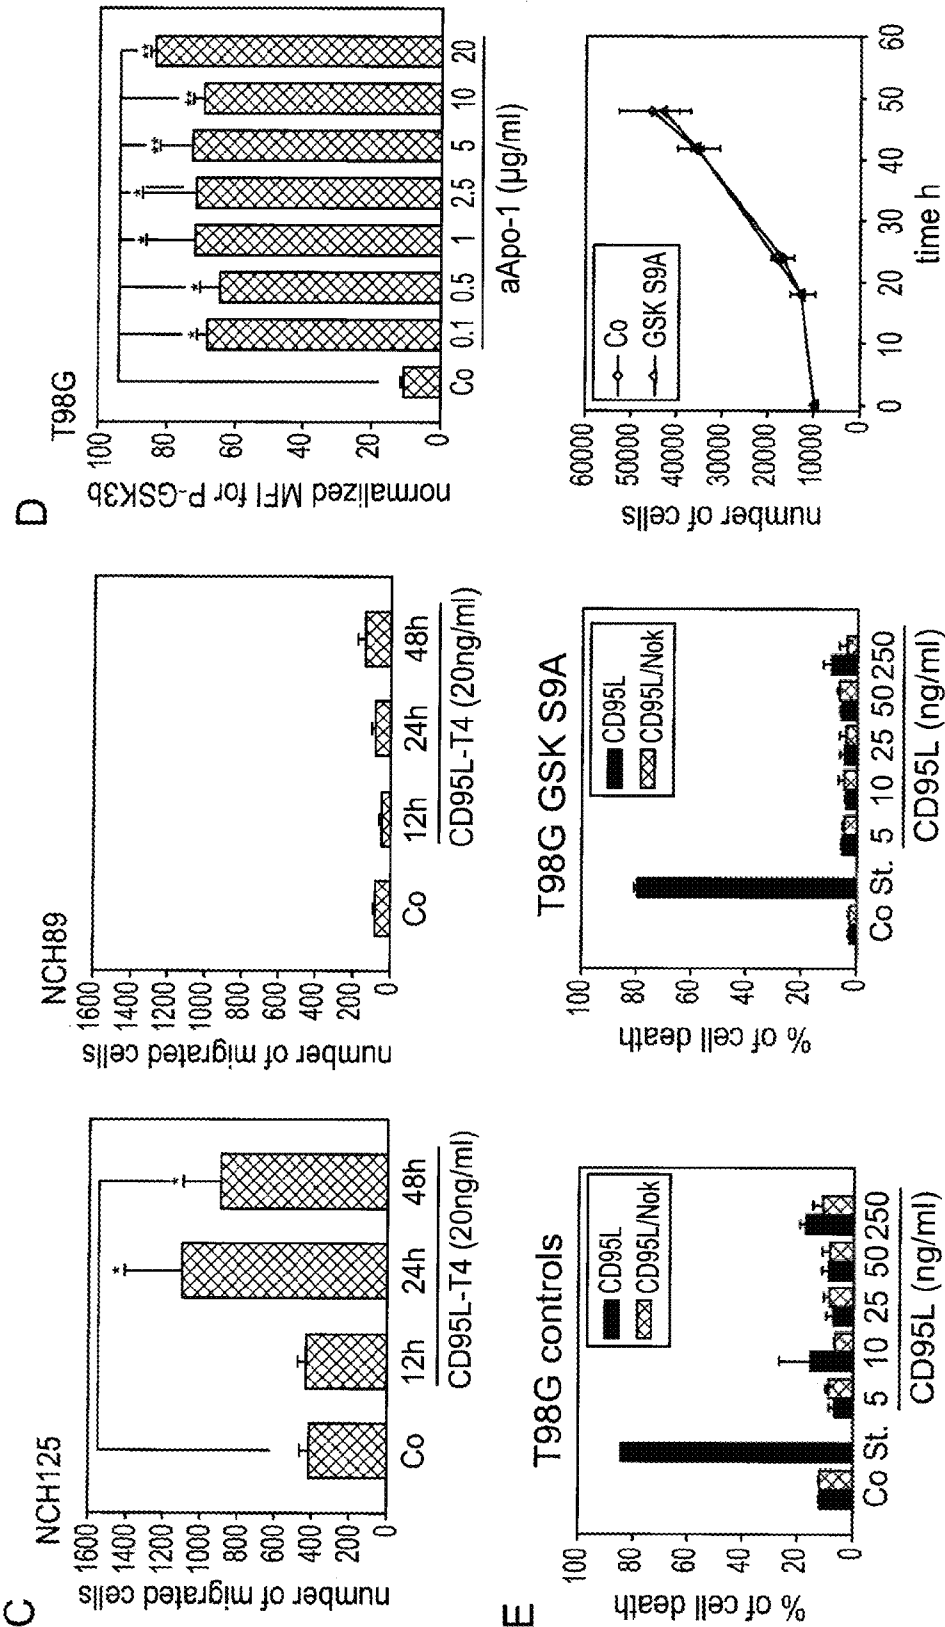 C
NCH125
number of migrated cells
1600
1400
1200
1000
800
600
400
200
0
*
*
Co 12h 24h 48h
CD95L-T4 (20ng/ml)
NCH89
number of migrated cells
1600
1400
1200
1000
800
600
400
200
0
Co 12h 24h 48h
CD95L-T4 (20ng/ml)
D
T98G
normalized MFI for P-GSK3b
100
80
60
40
20
0
* * * * ** ** **
Co 0.1 0.5 1 2.5 5 10 20
aApo-1 (µg/ml)
E
T98G controls
% of cell death
100
80
60
40
20
0
CD95L
CD95L/Nok
Co St. 5 10 25 50 250
CD95L (ng/ml)
T98G GSK S9A
% of cell death
100
80
60
40
20
0
CD95L
CD95L/Nok
Co St. 5 10 25 50 250
CD95L (ng/ml)
number of cells
60000
50000
40000
30000
20000
10000
0
Co
GSK S9A
0 10 20 30 40 50 60
time h